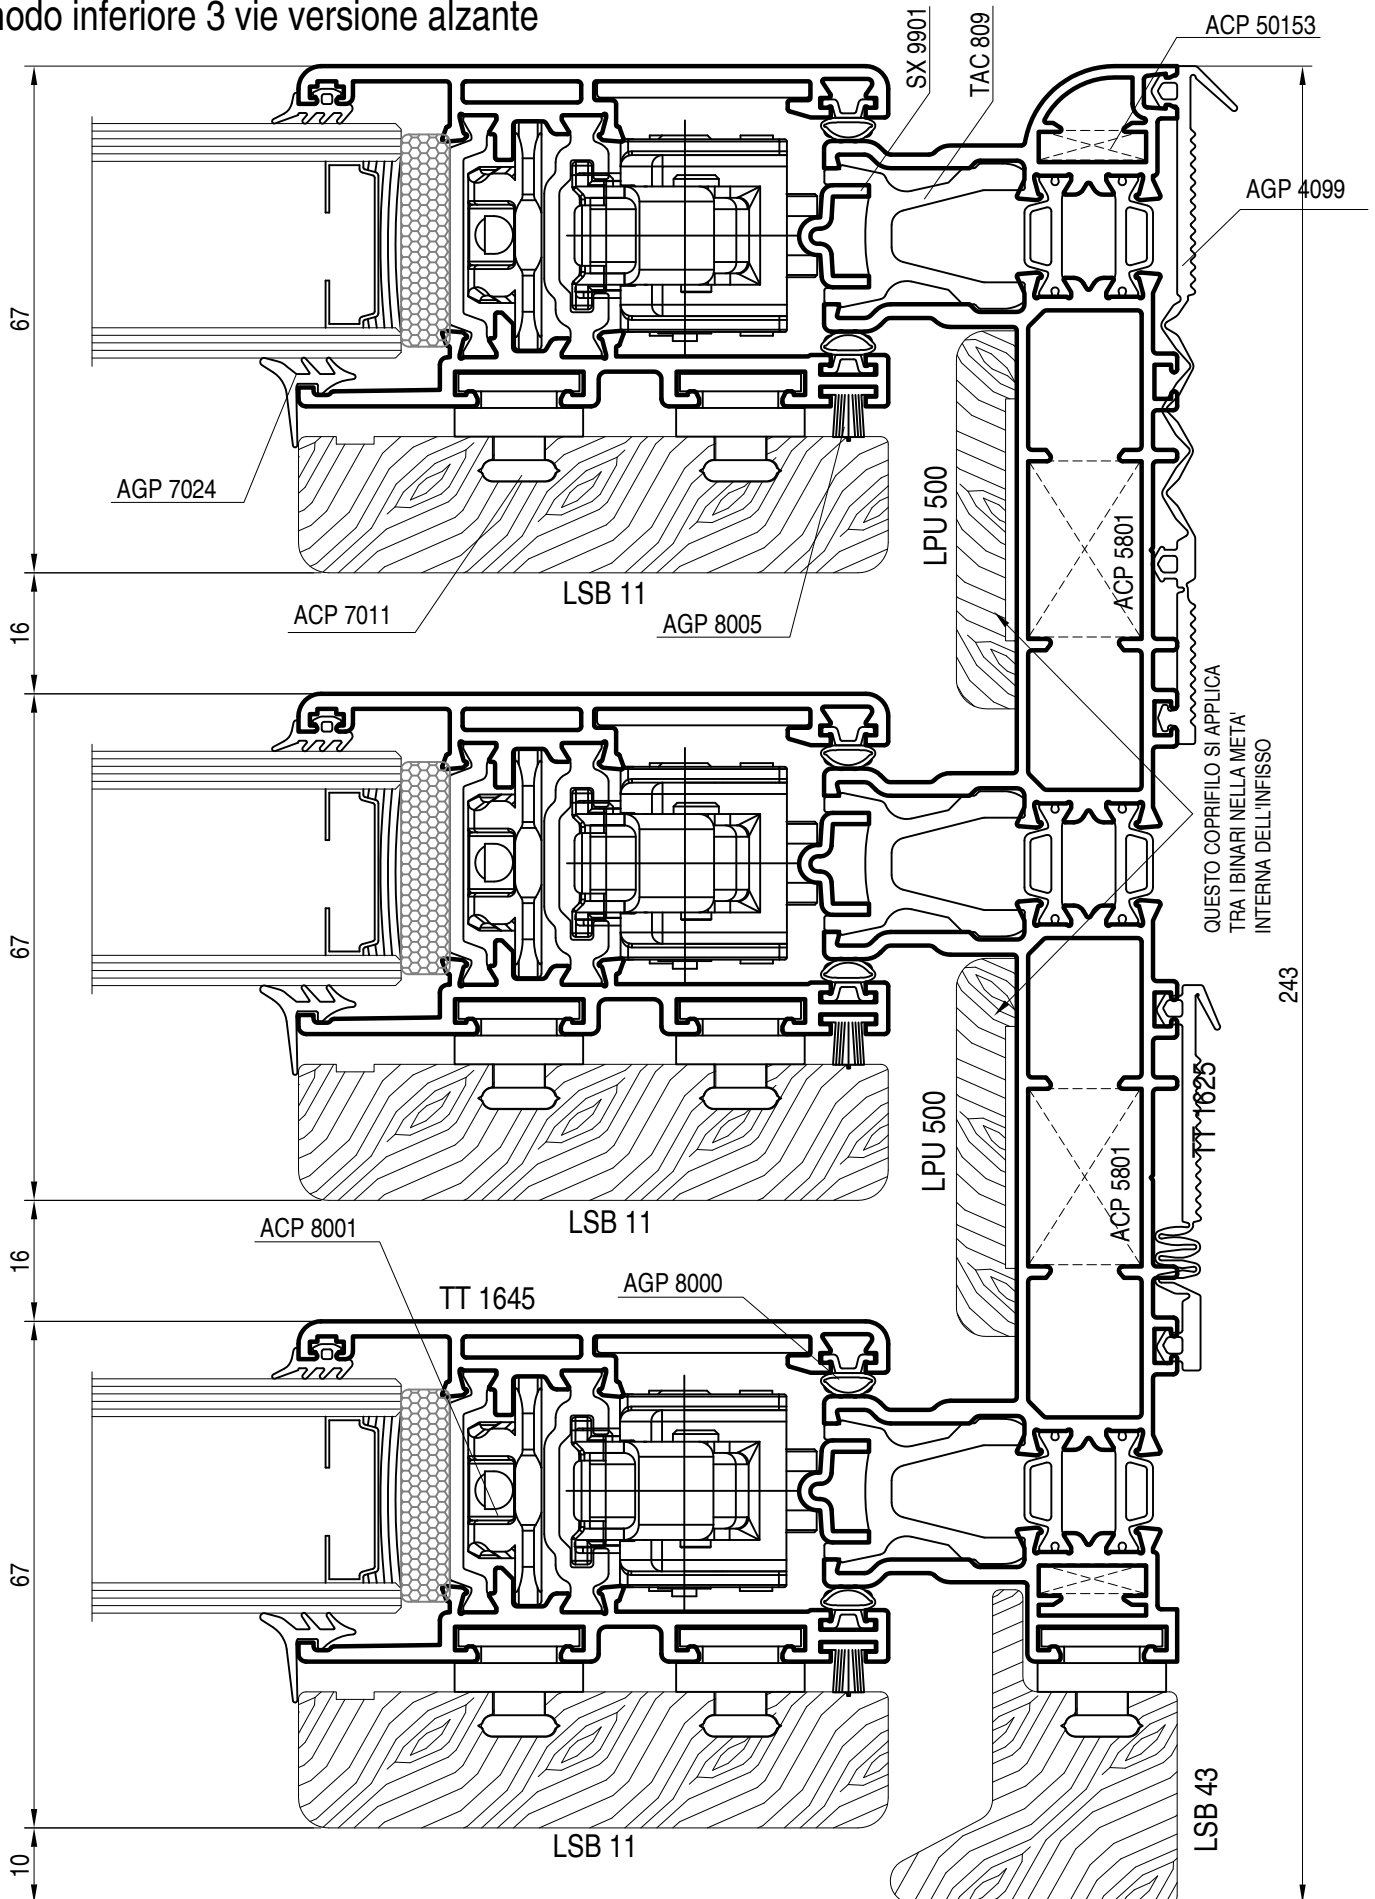 nodo inferiore 3 vie versione alzante
ACP 50153
SX 9901
TAC 809
AGP 4099
67
AGP 7024
LPU 500
ACP 5801
LSB 11
ACP 7011
AGP 8005
16
QUESTO COPRIFILO SI APPLICA
TRA I BINARI NELLA META'
INTERNA DELL'INFISSO
67
243
TT 1625
LPU 500
ACP 5801
LSB 11
ACP 8001
16
AGP 8000
TT 1645
67
LSB 43
LSB 11
10